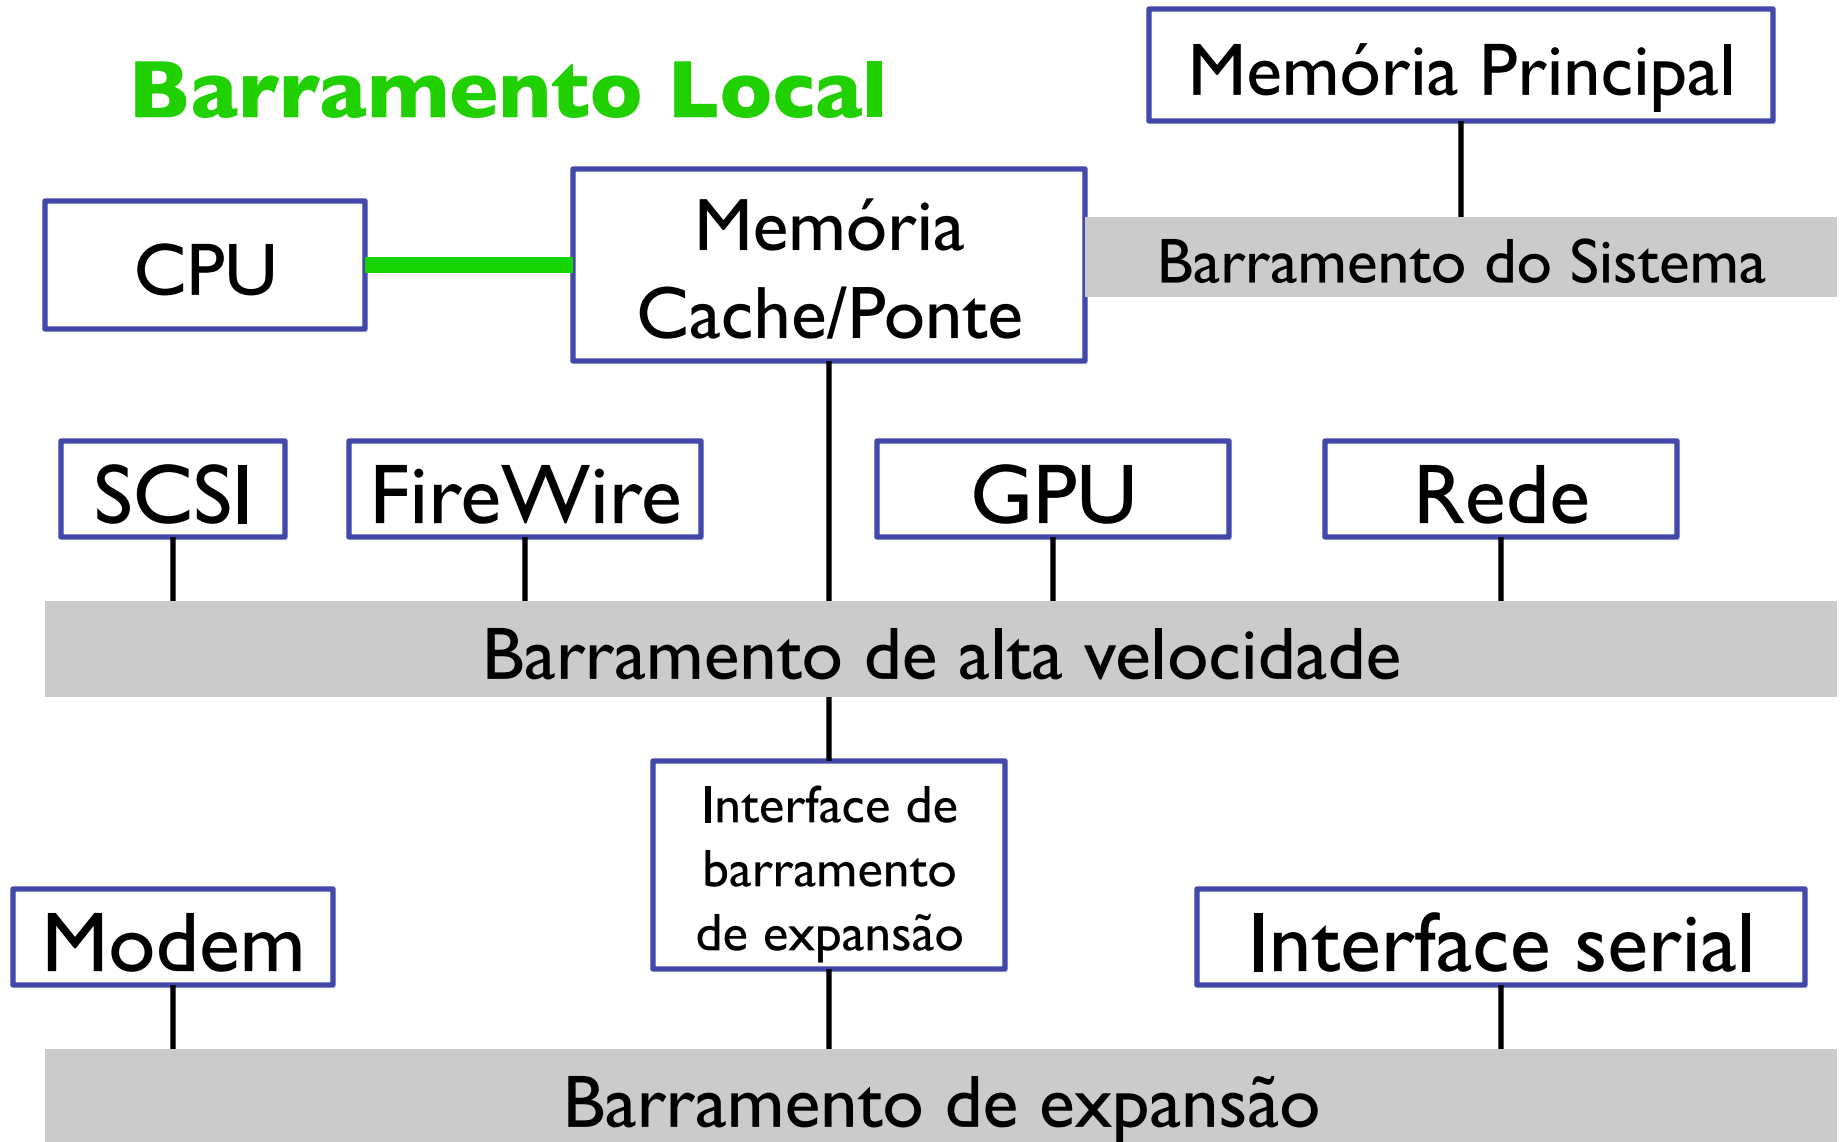 Barramento Local
Memória Principal
CPU
Memória
Cache/Ponte
Barramento do Sistema
SCSI
FireWire
GPU
Rede
Barramento de alta velocidade
Interface de
barramento
de expansão
Modem
Interface serial
Barramento de expansão